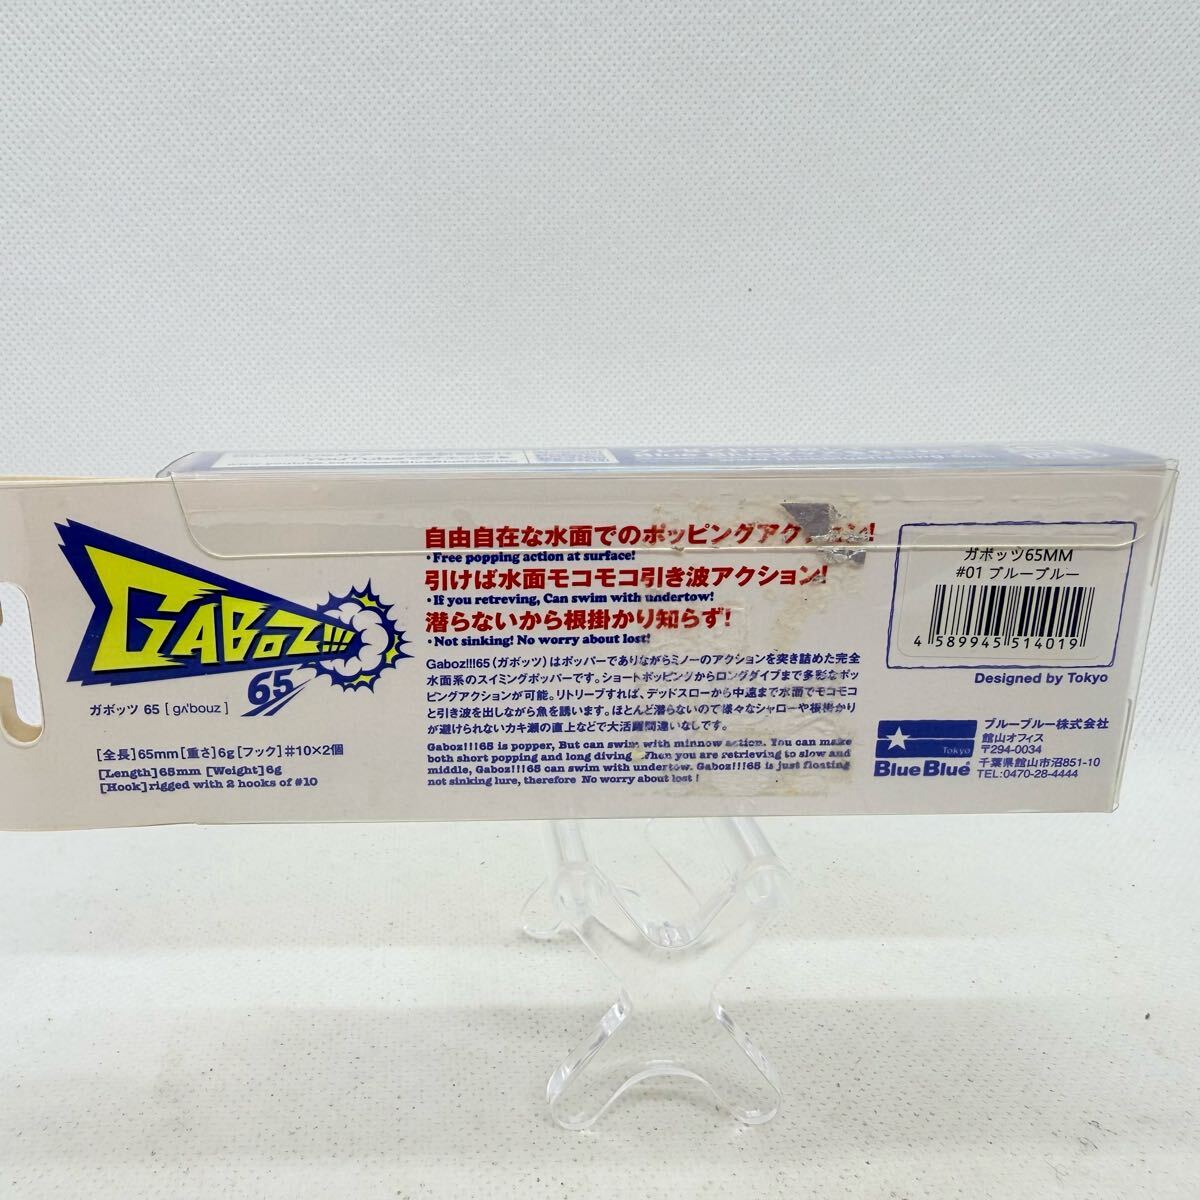 GABOZ!!!
65
ガボッツ 65 [gʌ'bouz]
[全長]65mm[重さ]6g[フック]#10×2個
[Length]65mm [Weight]6g
[Hook]rigged with 2 hooks of #10
自由自在な水面でのポッピングアクション!
・Free popping action at surface!
引けば水面モコモコ引き波アクション!
・If you retreving, Can swim with undertow!
潜らないから根掛かり知らず!
・Not sinking! No worry about lost!
Gaboz!!!65(ガボッツ)はポッパーでありながらミノーのアクションを突き詰めた完全
水面系のスイミングポッパーです。ショートポッピングからロングダイブまで多彩なポッ
ピングアクションが可能。リトリーブすれば、デッドスローから中速まで水面でモコモコ
と引き波を出しながら魚を誘います。ほとんど潜らないので様々なシャローや根掛かり
が避けられないカキ瀬の直上などで大活躍間違いなしです。
Gaboz!!!65 is popper, But can swim with minnow action. You can make
both short popping and long diving. When you are retrieving to slow and
middle, Gaboz!!!65 can swim with undertow. Gaboz!!!65 is just floating
not sinking lure, therefore No worry about lost !
ガボッツ65MM
#01 ブルーブルー
4 589945 514019
Designed by Tokyo
Tokyo
BlueBlue
ブルーブルー株式会社
館山オフィス
〒294-0034
千葉県館山市沼851-10
TEL:0470-28-4444